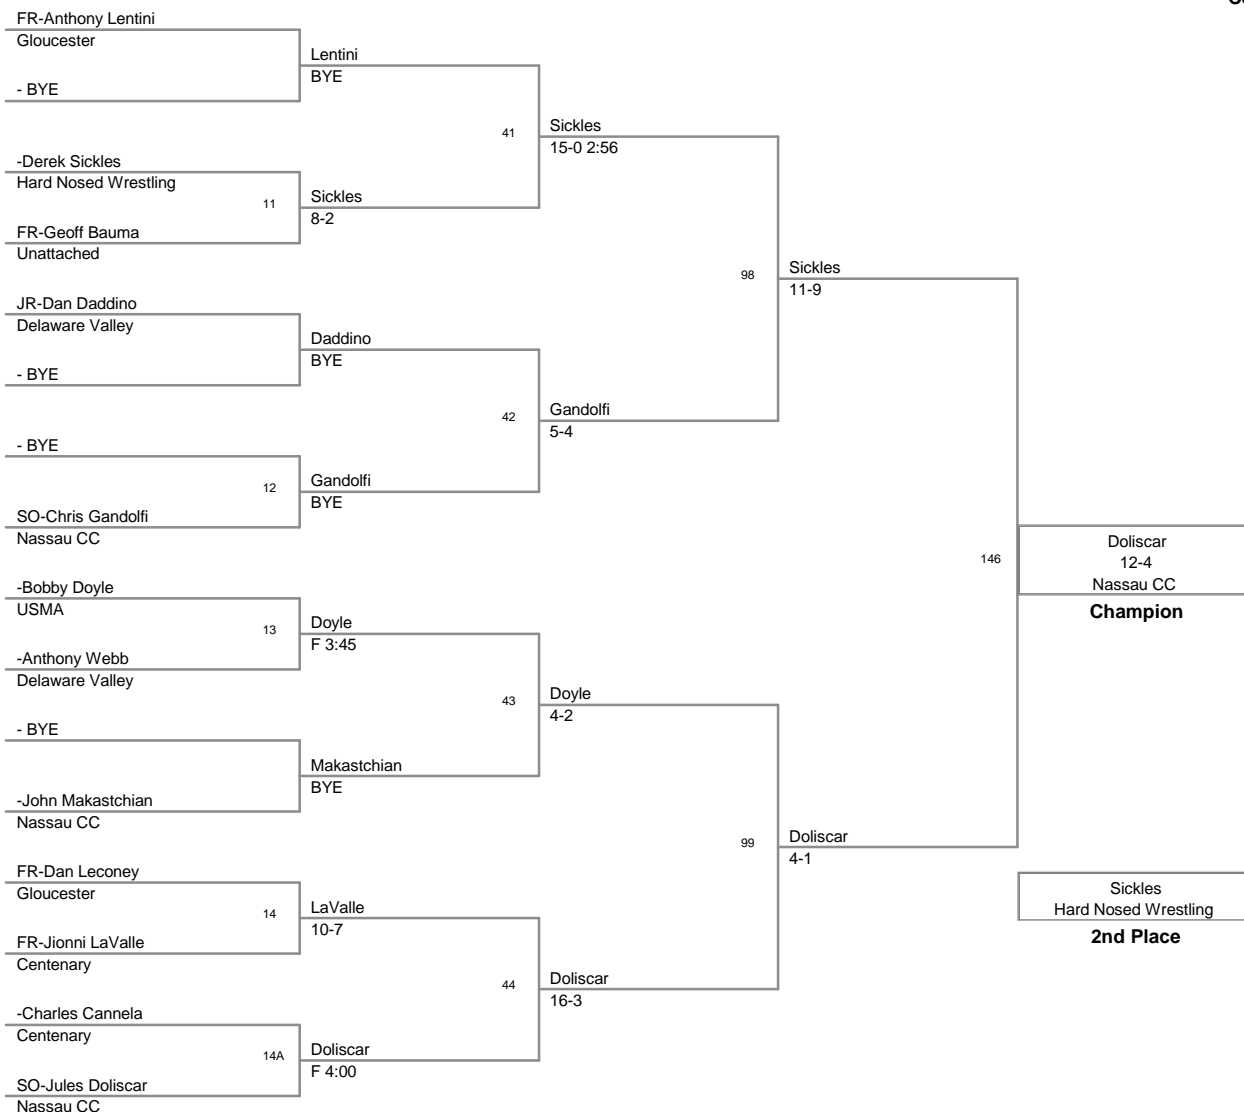 FR-Anthony Lentini
Gloucester
Lentini
BYE
- BYE
41
Sickles
15-0 2:56
-Derek Sickles
Hard Nosed Wrestling
11
Sickles
8-2
FR-Geoff Bauma
Unattached
98
Sickles
11-9
JR-Dan Daddino
Delaware Valley
Daddino
BYE
- BYE
42
Gandolfi
5-4
- BYE
12
Gandolfi
BYE
SO-Chris Gandolfi
Nassau CC
146
Doliscar
12-4
Nassau CC
Champion
-Bobby Doyle
USMA
13
Doyle
F 3:45
-Anthony Webb
Delaware Valley
43
Doyle
4-2
- BYE
Makastchian
BYE
-John Makastchian
Nassau CC
99
Doliscar
4-1
FR-Dan Leconey
Gloucester
14
LaValle
10-7
FR-Jionni LaValle
Centenary
Sickles
Hard Nosed Wrestling
2nd Place
44
Doliscar
16-3
-Charles Cannela
Centenary
14A
Doliscar
F 4:00
SO-Jules Doliscar
Nassau CC